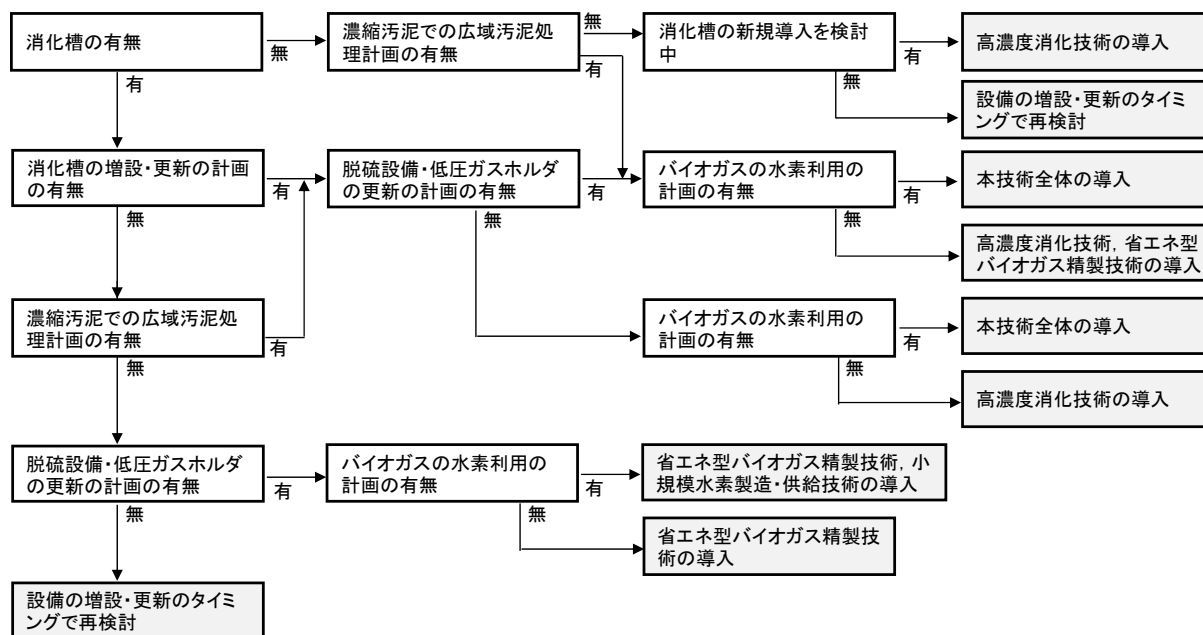 消化槽の有無
無
有
濃縮汚泥での広域汚泥処
理計画の有無
無
有
消化槽の新規導入を検討
中
有
無
高濃度消化技術の導入
設備の増設・更新のタイミ
ングで再検討
消化槽の増設・更新の計画
の有無
有
無
脱硫設備・低圧ガスホルダ
の更新の計画の有無
有
無
バイオガスの水素利用の
計画の有無
有
無
本技術全体の導入
高濃度消化技術，省エネ型
バイオガス精製技術の導入
濃縮汚泥での広域汚泥処
理計画の有無
有
無
バイオガスの水素利用の
計画の有無
有
無
本技術全体の導入
高濃度消化技術の導入
脱硫設備・低圧ガスホルダ
の更新の計画の有無
有
無
バイオガスの水素利用の
計画の有無
有
無
省エネ型バイオガス精製技術，小
規模水素製造・供給技術の導入
省エネ型バイオガス精製技
術の導入
設備の増設・更新のタイミ
ングで再検討